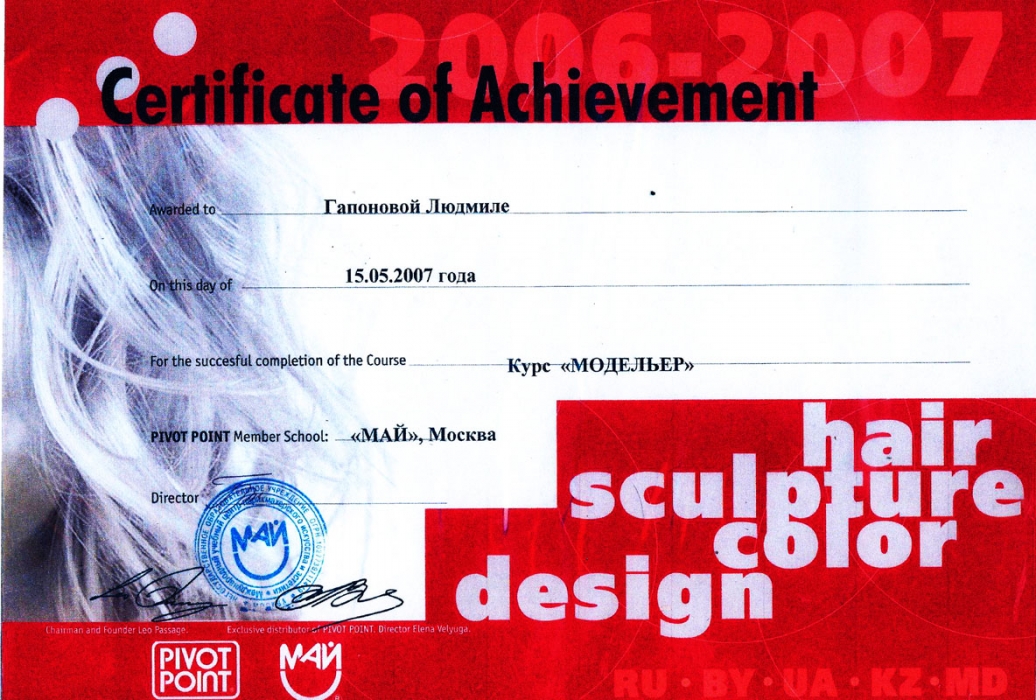 2006-2007
Certificate of Achievement
Awarded to Гапоновой Людмиле
On this day of 15.05.2007 года
For the succesful completion of the Course Курс «МОДЕЛЬЕР»
PIVOT POINT Member School: «МАЙ», Москва
Director
МАЙ
hair
sculpture
color
design
Chairman and Founder Leo Passage. Exclusive distributor of PIVOT POINT. Director Elena Velyuga.
PIVOT
POINT
МАЙ
RU • BY • UA • KZ • MD